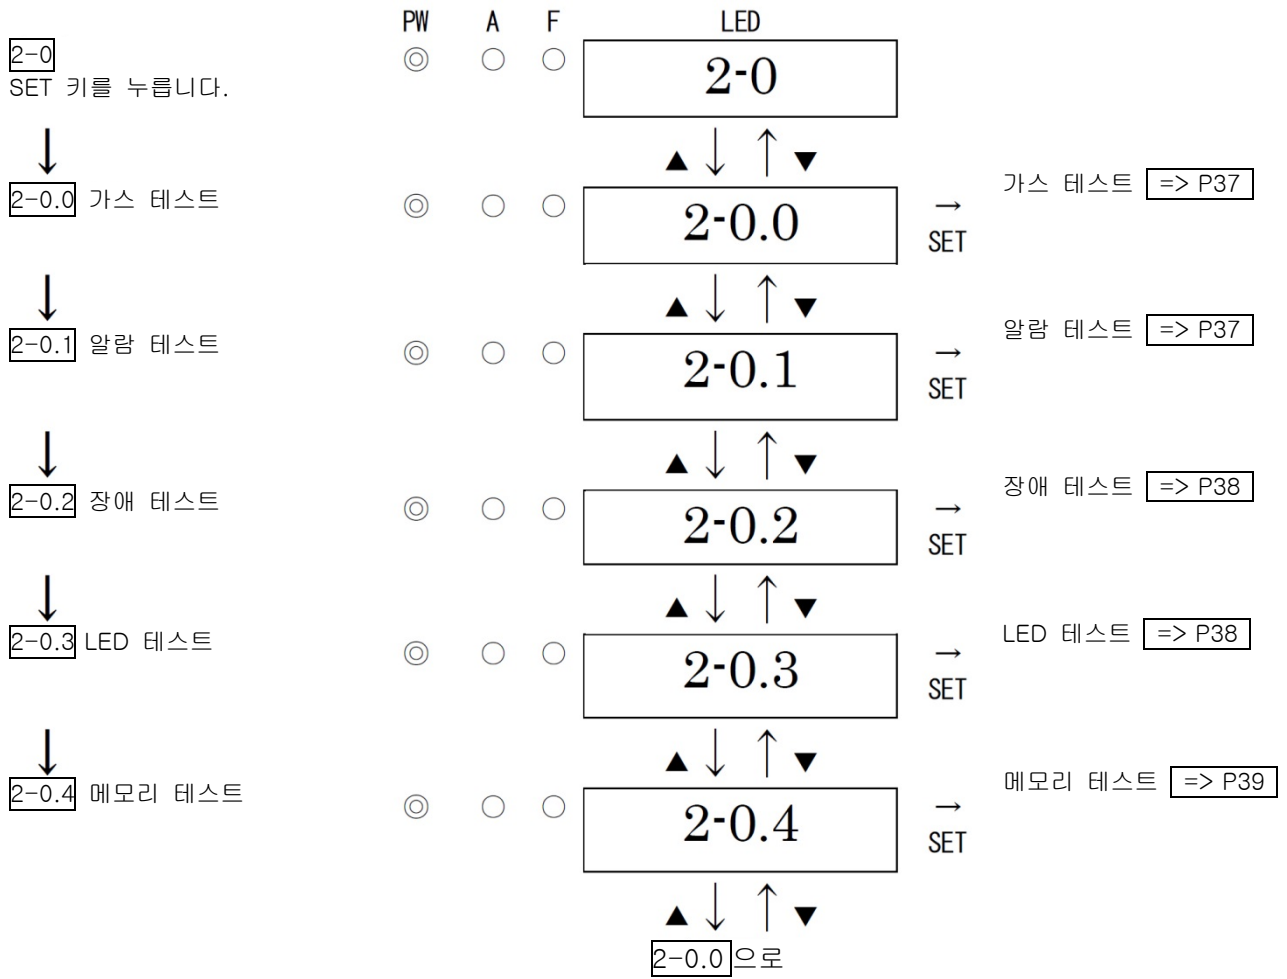 PW A F LED
2-0
2-0
SET 키를 누릅니다.
▲ ↓ ↑ ▼
↓
2-0.0 가스 테스트
2-0.0
→
SET
가스 테스트 => P37
▲ ↓ ↑ ▼
↓
2-0.1 알람 테스트
2-0.1
→
SET
알람 테스트 => P37
▲ ↓ ↑ ▼
↓
2-0.2 장애 테스트
2-0.2
→
SET
장애 테스트 => P38
▲ ↓ ↑ ▼
↓
2-0.3 LED 테스트
2-0.3
→
SET
LED 테스트 => P38
▲ ↓ ↑ ▼
↓
2-0.4 메모리 테스트
2-0.4
→
SET
메모리 테스트 => P39
▲ ↓ ↑ ▼
2-0.0 으로